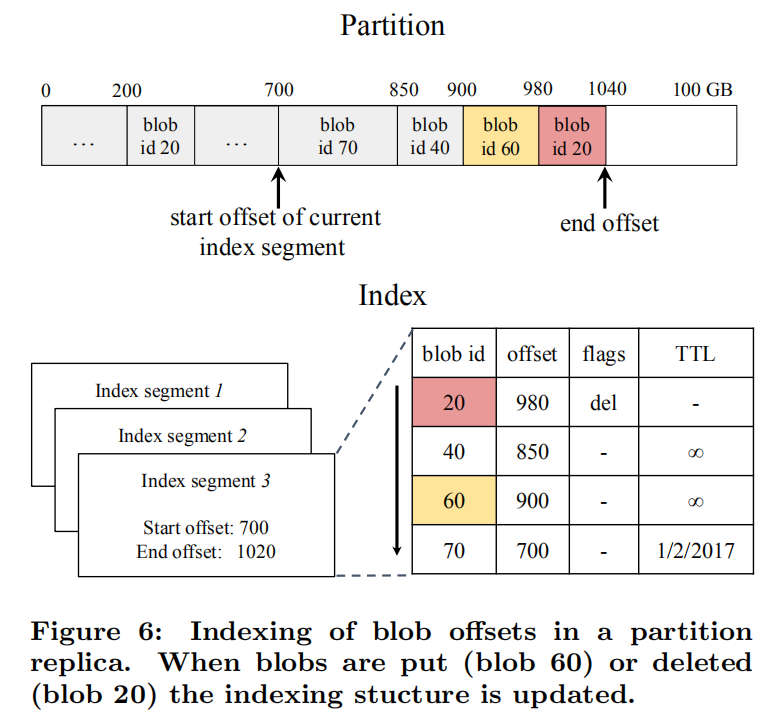 Partition
0 200 700 850 900 980 1040 100 GB
... blob id 20 ... blob id 70 blob id 40 blob id 60 blob id 20
start offset of current
index segment
end offset
Index
Index segment 1
Index segment 2
Index segment 3
Start offset: 700
End offset: 1020
blob id offset flags TTL
20 980 del -
40 850 - ∞
60 900 - ∞
70 700 - 1/2/2017
Figure 6: Indexing of blob offsets in a partition
replica. When blobs are put (blob 60) or deleted
(blob 20) the indexing stucture is updated.